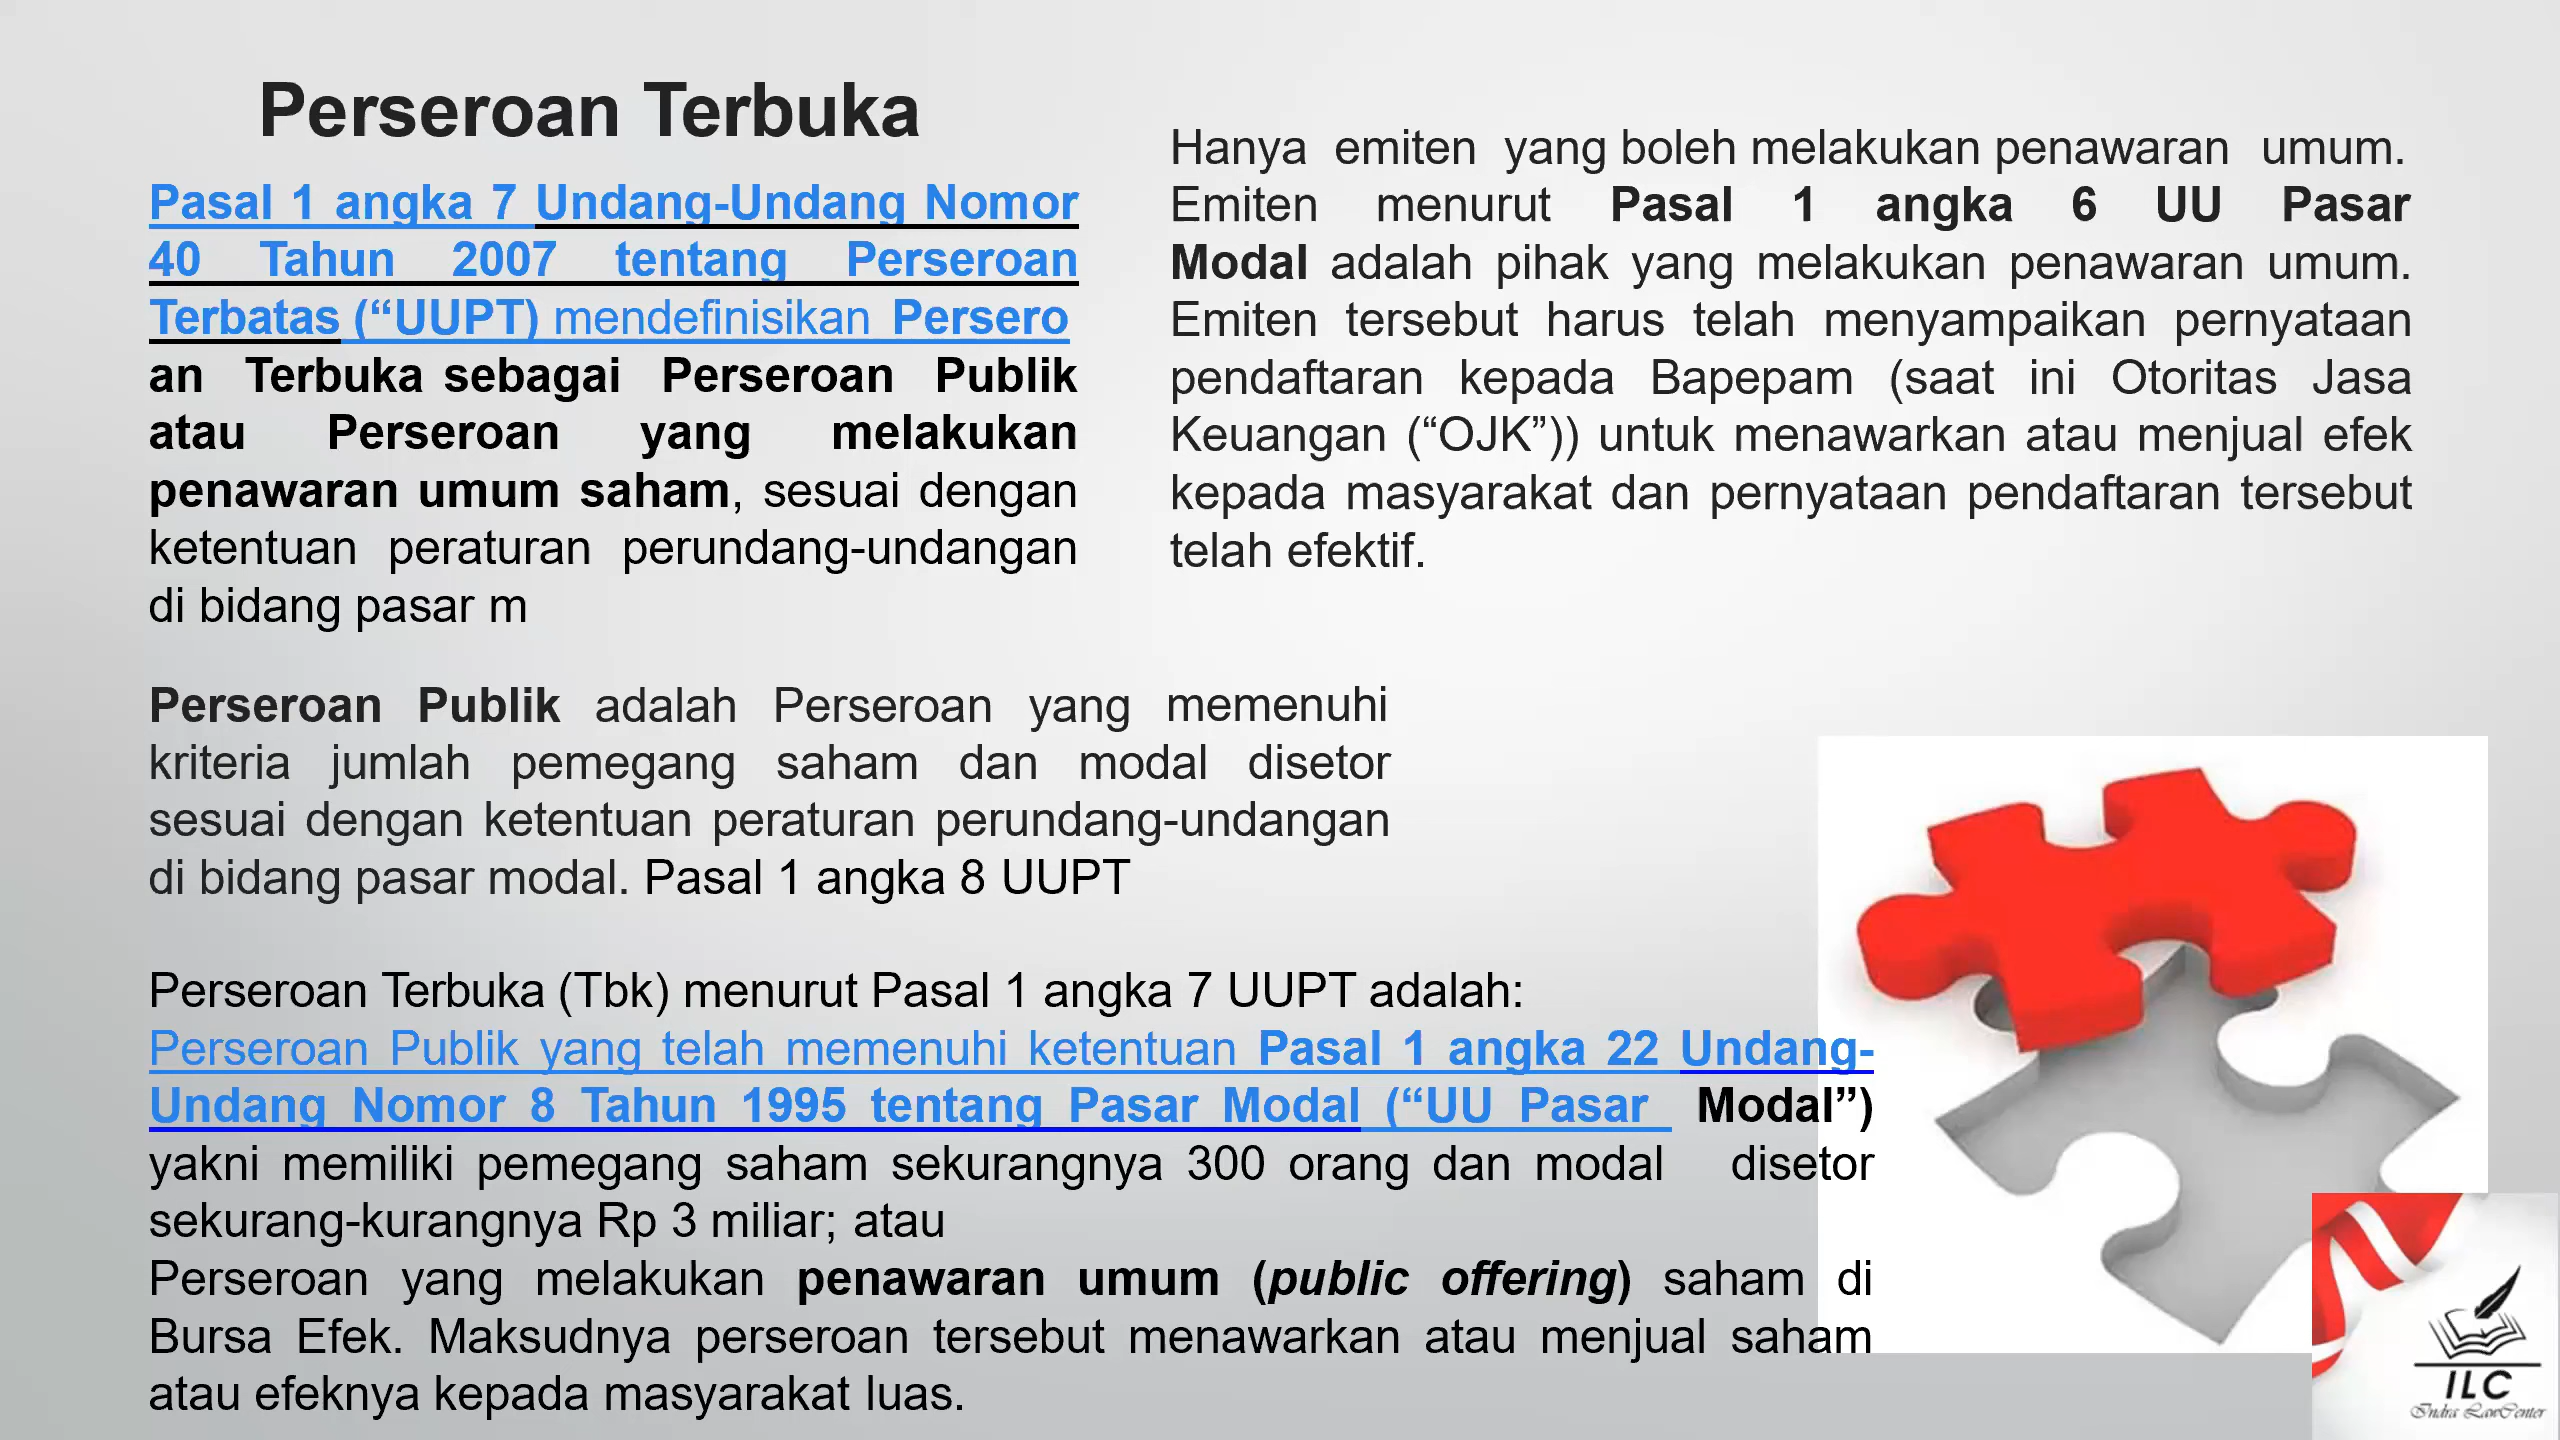 Perseroan Terbuka
Pasal 1 angka 7 Undang-Undang Nomor
40 Tahun 2007 tentang Perseroan
Terbatas (“UUPT) mendefinisikan Persero
an Terbuka sebagai Perseroan Publik
atau Perseroan yang melakukan
penawaran umum saham, sesuai dengan
ketentuan peraturan perundang-undangan
di bidang pasar m
Hanya emiten yang boleh melakukan penawaran umum.
Emiten menurut Pasal 1 angka 6 UU Pasar
Modal adalah pihak yang melakukan penawaran umum.
Emiten tersebut harus telah menyampaikan pernyataan
pendaftaran kepada Bapepam (saat ini Otoritas Jasa
Keuangan (“OJK”)) untuk menawarkan atau menjual efek
kepada masyarakat dan pernyataan pendaftaran tersebut
telah efektif.
Perseroan Publik adalah Perseroan yang memenuhi
kriteria jumlah pemegang saham dan modal disetor
sesuai dengan ketentuan peraturan perundang-undangan
di bidang pasar modal. Pasal 1 angka 8 UUPT
Perseroan Terbuka (Tbk) menurut Pasal 1 angka 7 UUPT adalah:
Perseroan Publik yang telah memenuhi ketentuan Pasal 1 angka 22 Undang-
Undang Nomor 8 Tahun 1995 tentang Pasar Modal (“UU Pasar Modal”)
yakni memiliki pemegang saham sekurangnya 300 orang dan modal disetor
sekurang-kurangnya Rp 3 miliar; atau
Perseroan yang melakukan penawaran umum (public offering) saham di
Bursa Efek. Maksudnya perseroan tersebut menawarkan atau menjual saham
atau efeknya kepada masyarakat luas.
ILC
Indra LawCenter